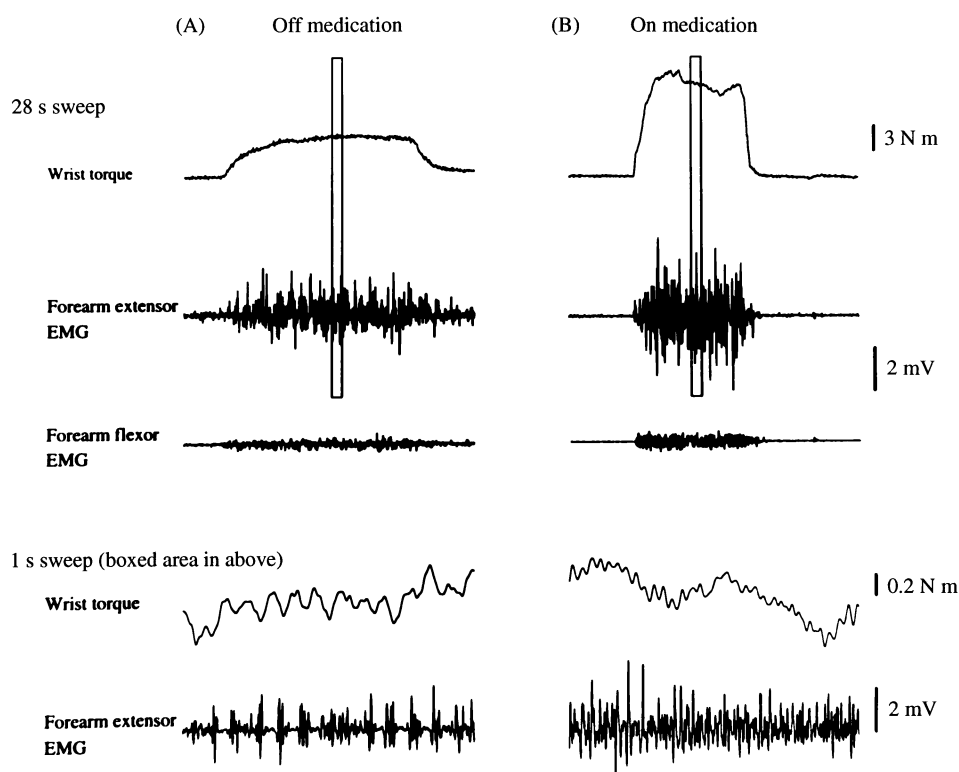 (A) Off medication (B) On medication
28 s sweep
3 N m
Wrist torque
Forearm extensor
EMG
2 mV
Forearm flexor
EMG
1 s sweep (boxed area in above)
0.2 N m
Wrist torque
Forearm extensor
EMG
2 mV